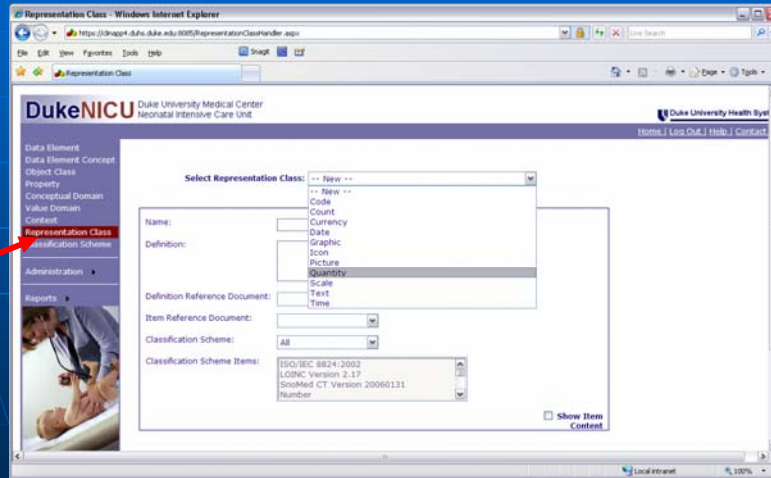 Representation Class - Windows Internet Explorer
https://dinapp4.duhs.duke.edu:8085/RepresentationClassHandler.aspx
Live Search
File Edit View Favorites Tools Help
SnagIt
Representation Class
Page Tools
DukeNICU Duke University Medical Center
Neonatal Intensive Care Unit
Duke University Health Syst
Home | Log Out | Help | Contact
Data Element
Data Element Concept
Object Class
Property
Conceptual Domain
Value Domain
Context
Representation Class
Classification Scheme
Administration
Reports
Select Representation Class: -- New --
-- New --
Code
Count
Currency
Date
Graphic
Icon
Picture
Quantity
Scale
Text
Time
Name:
Definition:
Definition Reference Document:
Item Reference Document:
Classification Scheme: All
Classification Scheme Items: ISO/IEC 8824:2002
LOINC Version 2.17
SnoMed CT Version 20060131
Number
Show Item
Content
Local intranet
100%